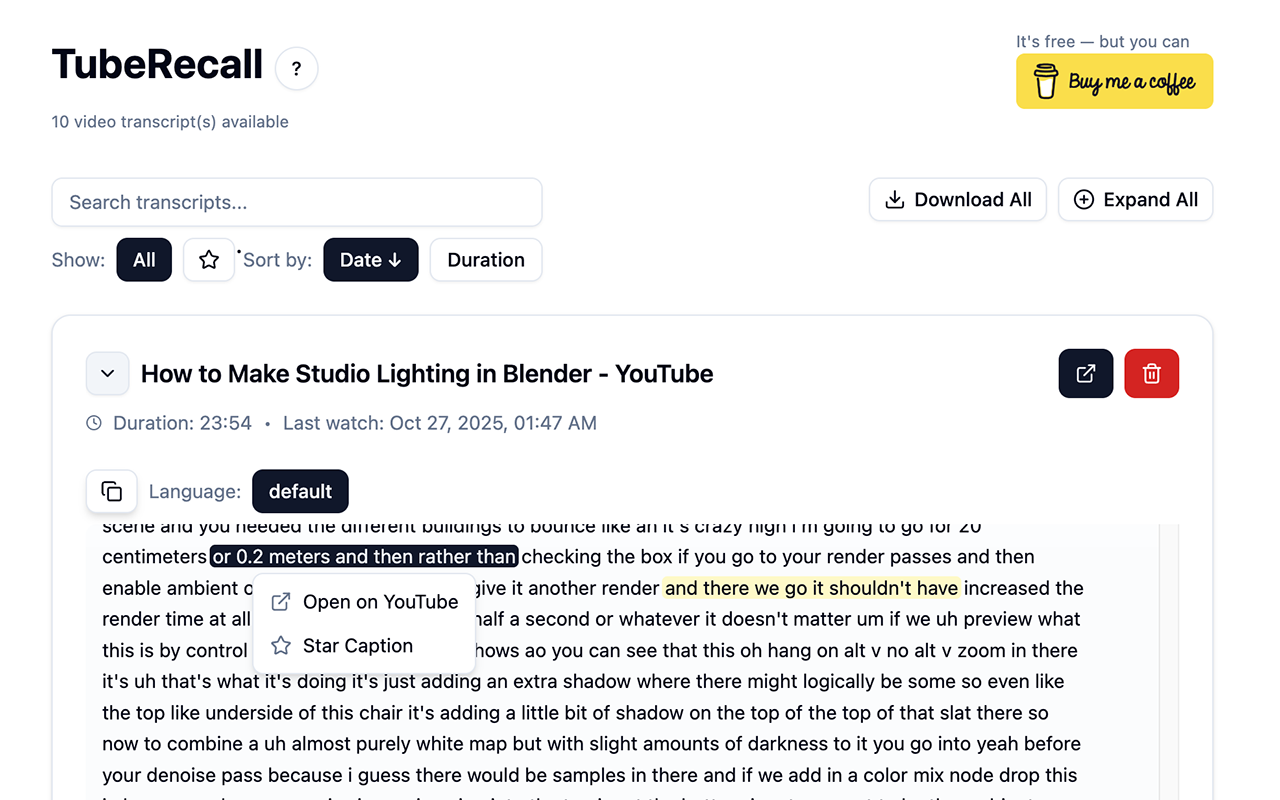 TubeRecall ?
It's free — but you can
Buy me a coffee
10 video transcript(s) available
Search transcripts...
Download All
Expand All
Show: All Sort by: Date ↓ Duration
How to Make Studio Lighting in Blender - YouTube
Duration: 23:54 • Last watch: Oct 27, 2025, 01:47 AM
Language: default
scene and you needed the different buildings to bounce like an it's crazy high i'm going to go for 20
centimeters or 0.2 meters and then rather than checking the box if you go to your render passes and then
enable ambient give it another render and there we go it shouldn't have increased the
Open on YouTube
render time at all half a second or whatever it doesn't matter um if we uh preview what
Star Caption
this is by control hows ao you can see that this oh hang on alt v no alt v zoom in there
it's uh that's what it's doing it's just adding an extra shadow where there might logically be some so even like
the top like underside of this chair it's adding a little bit of shadow on the top of the top of that slat there so
now to combine a uh almost purely white map but with slight amounts of darkness to it you go into yeah before
your denoise pass because i guess there would be samples in there and if we add in a color mix node drop this